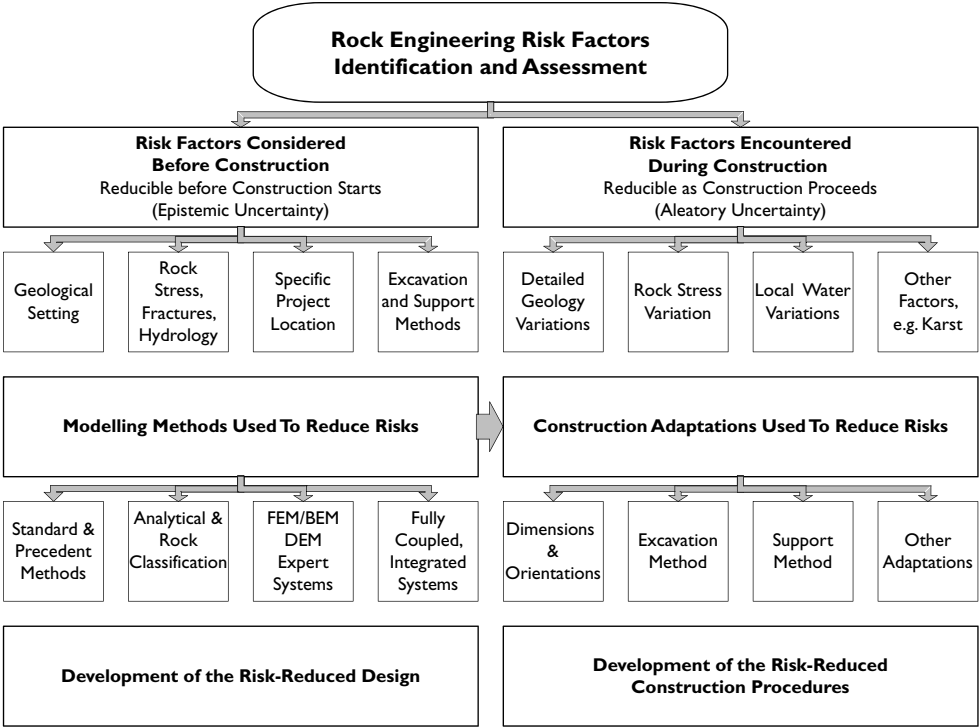 Rock Engineering Risk Factors
Identification and Assessment
Risk Factors Considered
Before Construction
Reducible before Construction Starts
(Epistemic Uncertainty)
Risk Factors Encountered
During Construction
Reducible as Construction Proceeds
(Aleatory Uncertainty)
Geological
Setting
Rock
Stress,
Fractures,
Hydrology
Specific
Project
Location
Excavation
and Support
Methods
Detailed
Geology
Variations
Rock Stress
Variation
Local Water
Variations
Other
Factors,
e.g. Karst
Modelling Methods Used To Reduce Risks
Construction Adaptations Used To Reduce Risks
Standard &
Precedent
Methods
Analytical &
Rock
Classification
FEM/BEM
DEM
Expert
Systems
Fully
Coupled,
Integrated
Systems
Dimensions
&
Orientations
Excavation
Method
Support
Method
Other
Adaptations
Development of the Risk-Reduced Design
Development of the Risk-Reduced
Construction Procedures